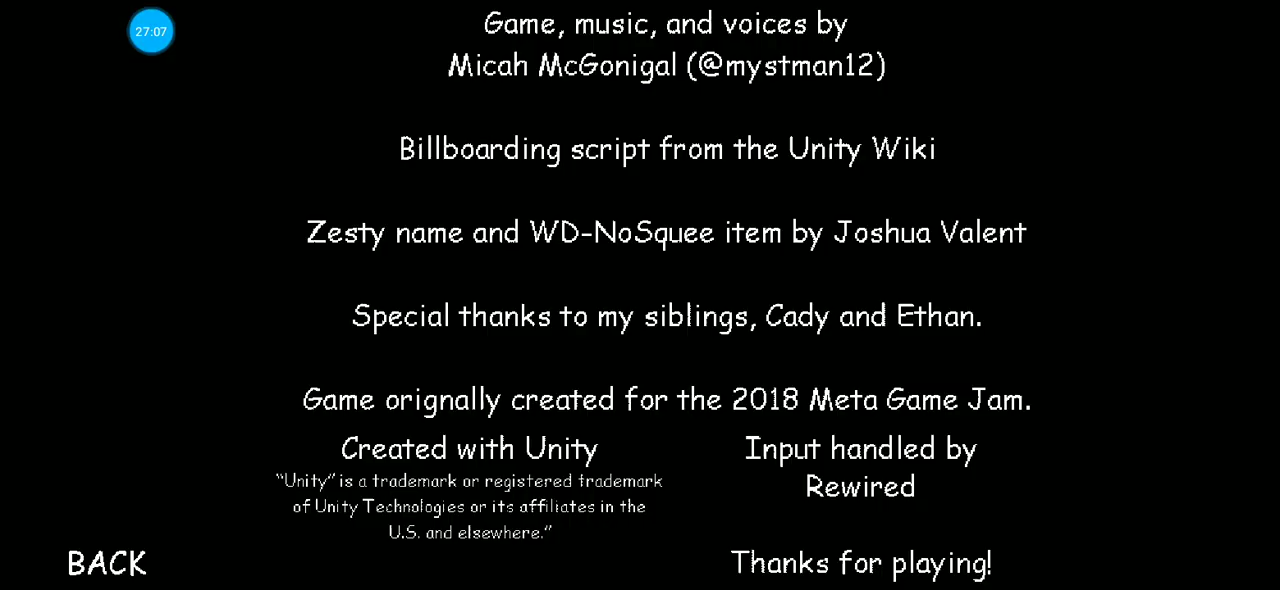 27:07
Game, music, and voices by
Micah McGonigal (@mystman12)
Billboarding script from the Unity Wiki
Zesty name and WD-NoSquee item by Joshua Valent
Special thanks to my siblings, Cady and Ethan.
Game orignally created for the 2018 Meta Game Jam.
Created with Unity
“Unity” is a trademark or registered trademark
of Unity Technologies or its affiliates in the
U.S. and elsewhere.”
Input handled by
Rewired
BACK
Thanks for playing!